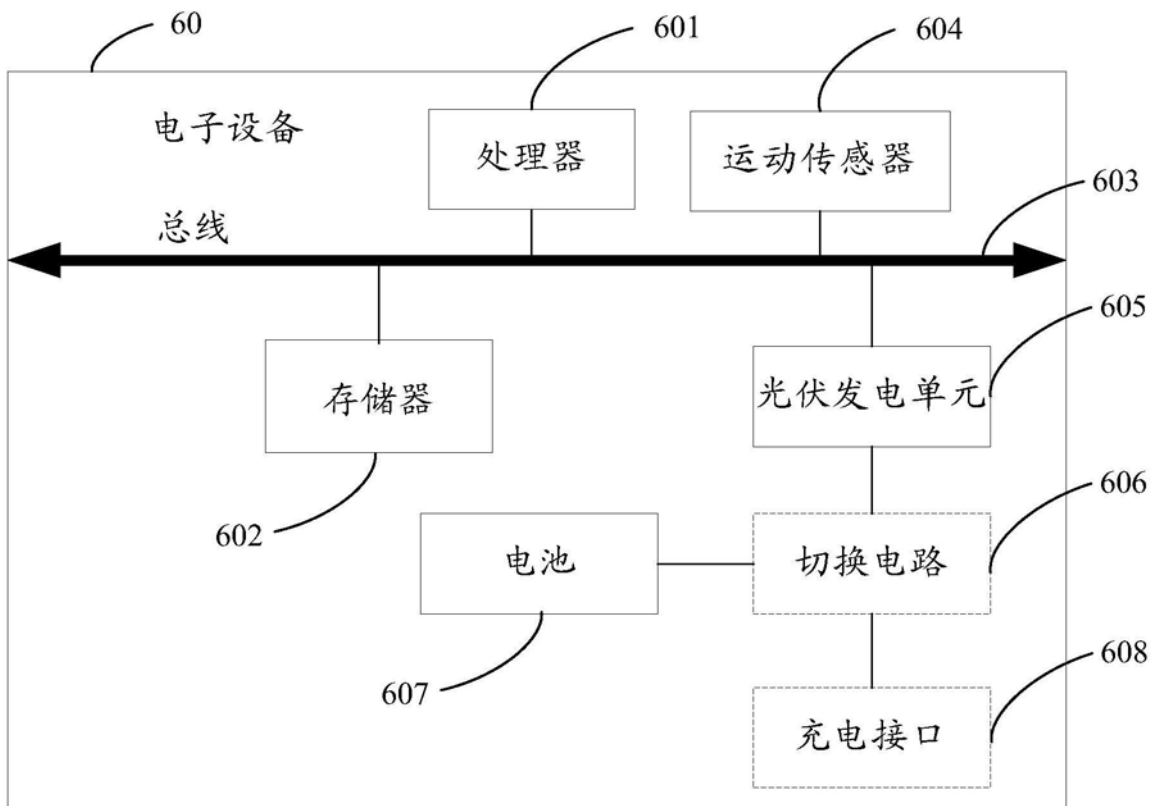 60
601
604
电子设备
处理器
运动传感器
603
总线
605
存储器
光伏发电单元
606
602
电池
切换电路
608
607
充电接口